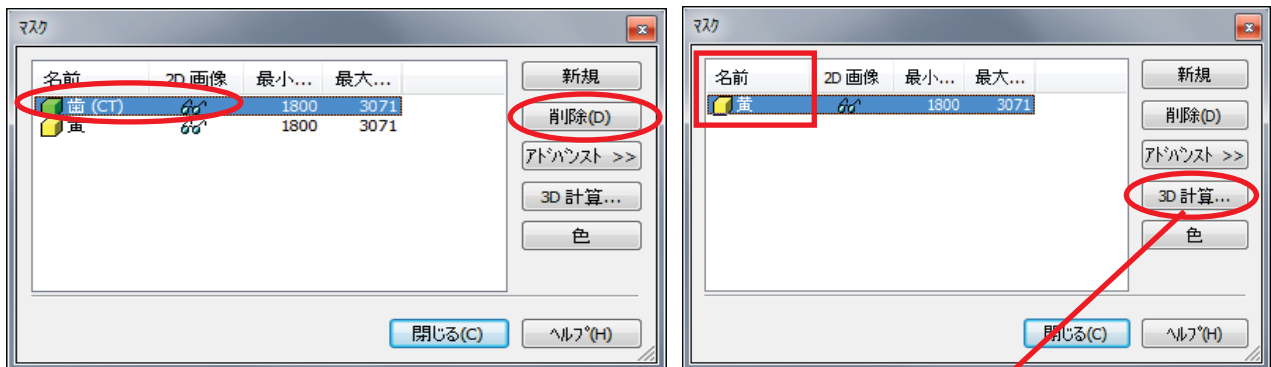 マスク
名前 2D 画像 最小... 最大...
歯 (CT) 1800 3071
黄 1800 3071
新規
削除(D)
アドバンスト >>
3D 計算...
色
閉じる(C) ヘルプ(H)
マスク
名前 2D 画像 最小... 最大...
黄 1800 3071
新規
削除(D)
アドバンスト >>
3D 計算...
色
閉じる(C) ヘルプ(H)